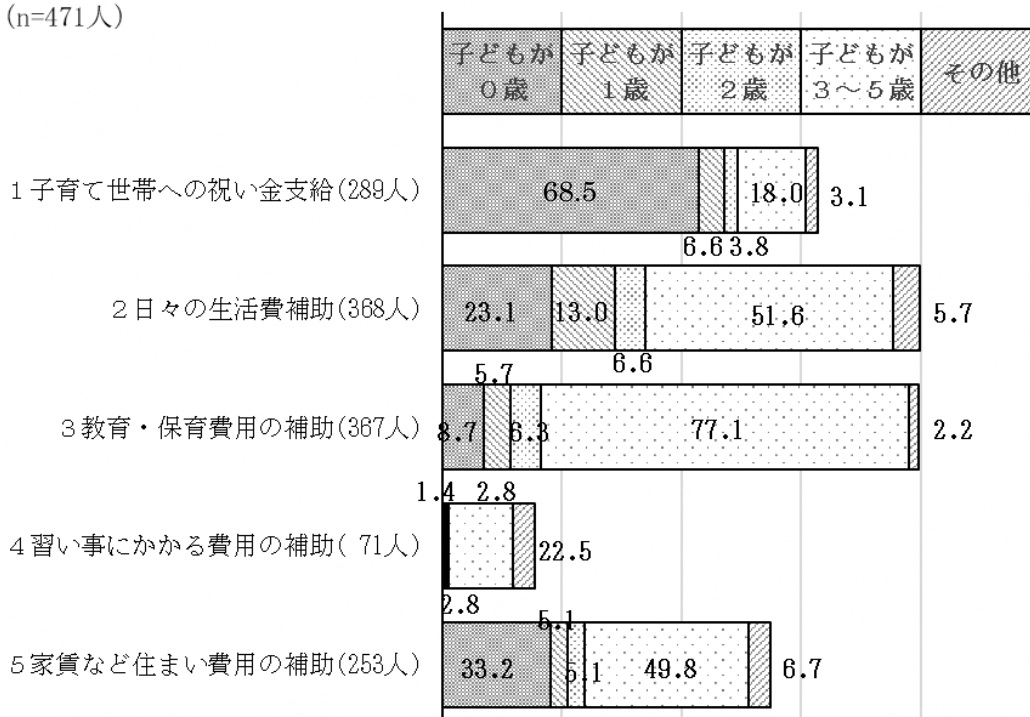 (n=471人)
子どもが
0歳
子どもが
1歳
子どもが
2歳
子どもが
3～5歳
その他
1子育て世帯への祝い金支給(289人)
68.5
18.0
3.1
6.6
3.8
2日々の生活費補助(368人)
23.1
13.0
51.6
5.7
6.6
5.7
3教育・保育費用の補助(367人)
8.7
6.3
77.1
2.2
1.4
2.8
4習い事にかかる費用の補助( 71人)
22.5
2.8
5.1
5家賃など住まい費用の補助(253人)
33.2
5.1
49.8
6.7